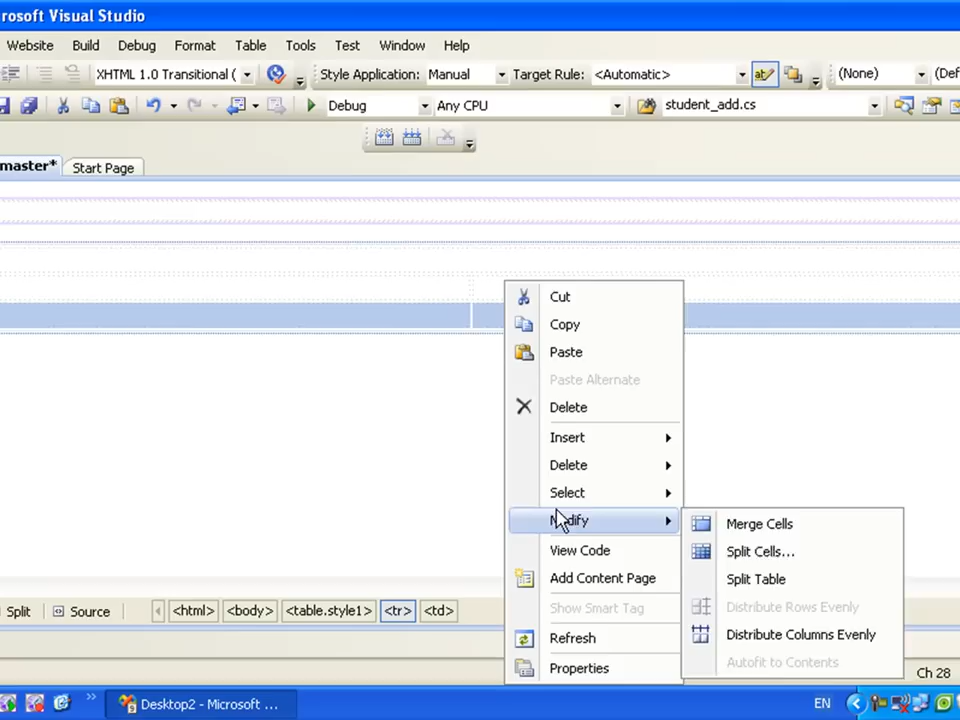 rosoft Visual Studio
Website Build Debug Format Table Tools Test Window Help
XHTML 1.0 Transitional ( Style Application: Manual Target Rule: <Automatic> (None) (Def
Debug Any CPU student_add.cs
master* Start Page
Cut
Copy
Paste
Paste Alternate
Delete
Insert
Delete
Select
Modify
View Code
Add Content Page
Show Smart Tag
Refresh
Properties
Merge Cells
Split Cells...
Split Table
Distribute Rows Evenly
Distribute Columns Evenly
Autofit to Contents
Split Source <html> <body> <table.style1> <tr> <td>
Ch 28
Desktop2 - Microsoft ... EN